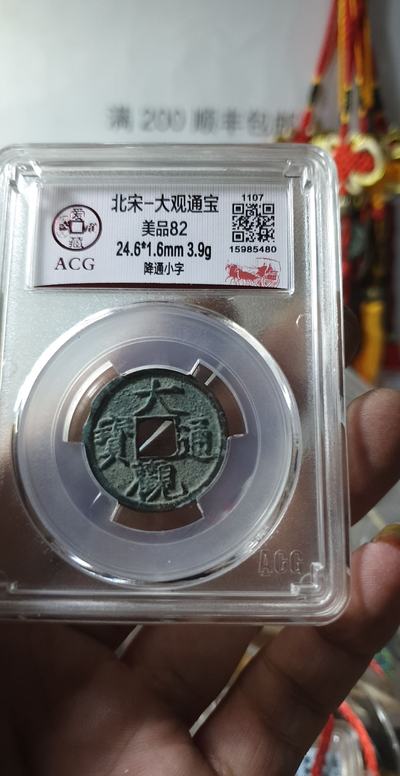 满 200 顺丰包邮
北宋-大观通宝
1107
美品82
24.6*1.6mm 3.9g
15985480
ACG
降通小字
大
寳 通
觀
ACG